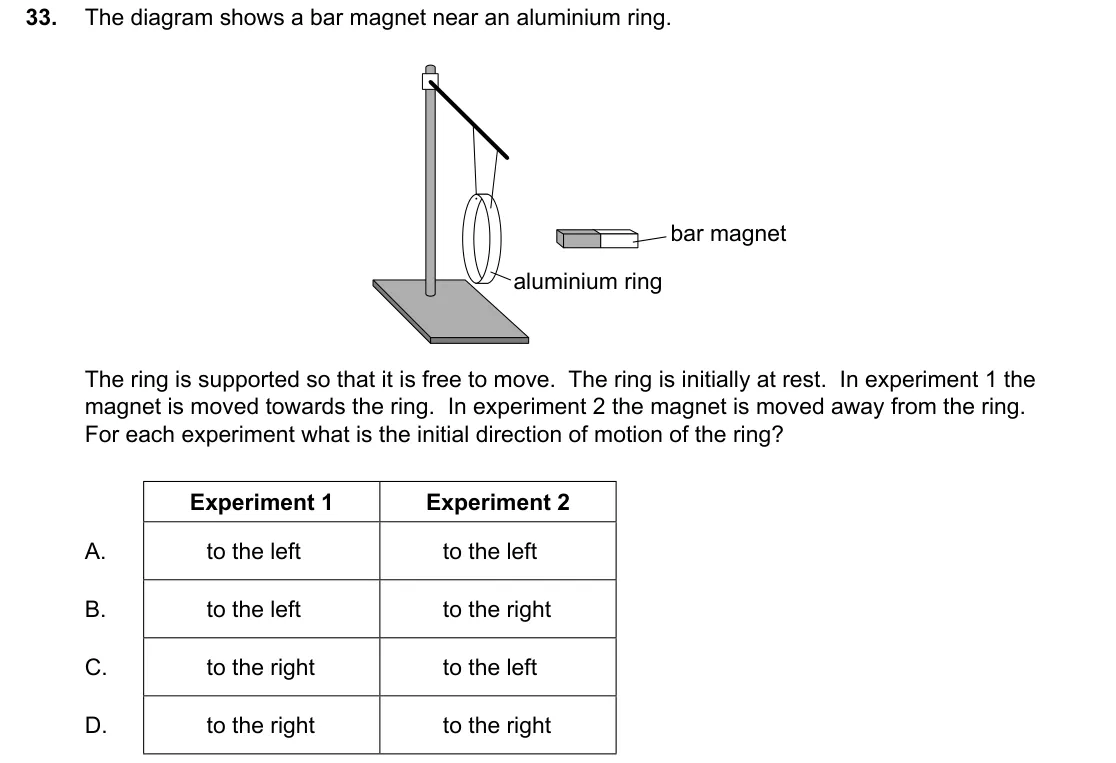 33. The diagram shows a bar magnet near an aluminium ring.
bar magnet
aluminium ring
The ring is supported so that it is free to move. The ring is initially at rest. In experiment 1 the
magnet is moved towards the ring. In experiment 2 the magnet is moved away from the ring.
For each experiment what is the initial direction of motion of the ring?
Experiment 1 Experiment 2
A. to the left to the left
B. to the left to the right
C. to the right to the left
D. to the right to the right